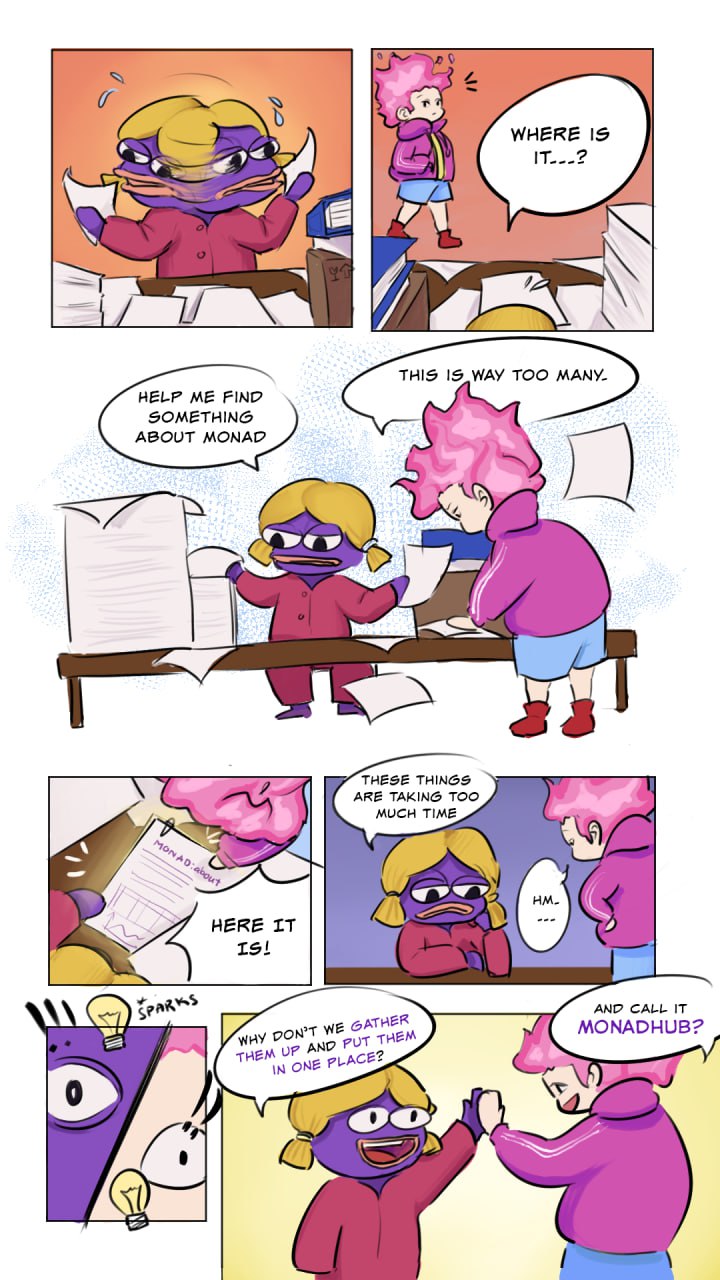 WHERE IS
IT---?
HELP ME FIND
SOMETHING
ABOUT MONAD
THIS IS WAY TOO MANY-
MONAD:about
HERE IT
IS!
THESE THINGS
ARE TAKING TOO
MUCH TIME
HM-
---
SPARKS
WHY DON'T WE GATHER
THEM UP AND PUT THEM
IN ONE PLACE?
AND CALL IT
MONADHUB?